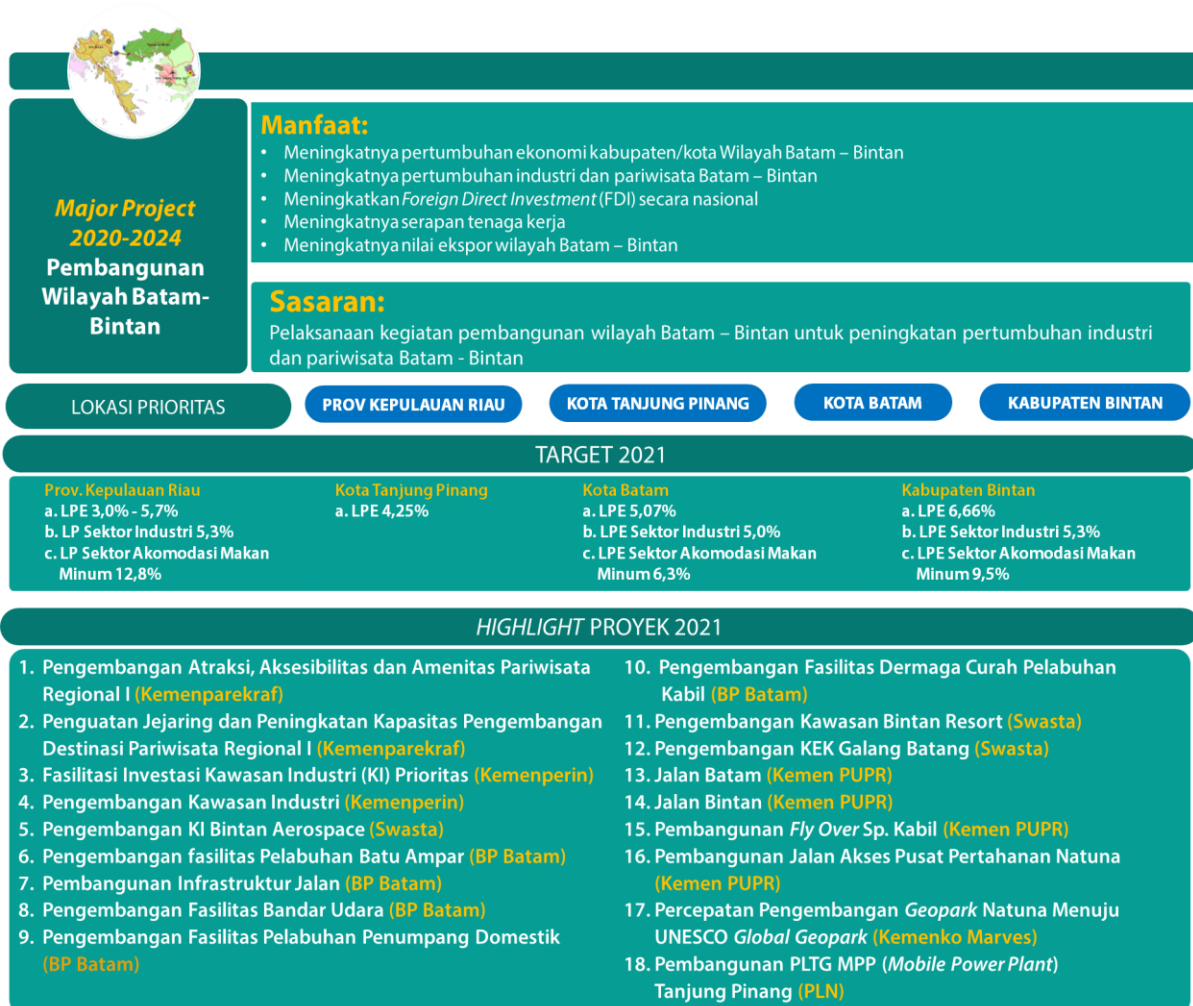 Major Project
2020-2024
Pembangunan
Wilayah Batam-
Bintan
Manfaat:
• Meningkatnya pertumbuhan ekonomi kabupaten/kota Wilayah Batam – Bintan
• Meningkatnya pertumbuhan industri dan pariwisata Batam – Bintan
• Meningkatkan Foreign Direct Investment (FDI) secara nasional
• Meningkatnya serapan tenaga kerja
• Meningkatnya nilai ekspor wilayah Batam – Bintan
Sasaran:
Pelaksanaan kegiatan pembangunan wilayah Batam – Bintan untuk peningkatan pertumbuhan industri
dan pariwisata Batam - Bintan
LOKASI PRIORITAS
PROV KEPULAUAN RIAU
KOTA TANJUNG PINANG
KOTA BATAM
KABUPATEN BINTAN
TARGET 2021
Prov. Kepulauan Riau
a. LPE 3,0% - 5,7%
b. LP Sektor Industri 5,3%
c. LP Sektor Akomodasi Makan
Minum 12,8%
Kota Tanjung Pinang
a. LPE 4,25%
Kota Batam
a. LPE 5,07%
b. LPE Sektor Industri 5,0%
c. LPE Sektor Akomodasi Makan
Minum 6,3%
Kabupaten Bintan
a. LPE 6,66%
b. LPE Sektor Industri 5,3%
c. LPE Sektor Akomodasi Makan
Minum 9,5%
HIGHLIGHT PROYEK 2021
1. Pengembangan Atraksi, Aksesibilitas dan Amenitas Pariwisata
Regional I (Kemenparekraf)
2. Penguatan Jejaring dan Peningkatan Kapasitas Pengembangan
Destinasi Pariwisata Regional I (Kemenparekraf)
3. Fasilitasi Investasi Kawasan Industri (KI) Prioritas (Kemenperin)
4. Pengembangan Kawasan Industri (Kemenperin)
5. Pengembangan KI Bintan Aerospace (Swasta)
6. Pengembangan fasilitas Pelabuhan Batu Ampar (BP Batam)
7. Pembangunan Infrastruktur Jalan (BP Batam)
8. Pengembangan Fasilitas Bandar Udara (BP Batam)
9. Pengembangan Fasilitas Pelabuhan Penumpang Domestik
(BP Batam)
10. Pengembangan Fasilitas Dermaga Curah Pelabuhan
Kabil (BP Batam)
11. Pengembangan Kawasan Bintan Resort (Swasta)
12. Pengembangan KEK Galang Batang (Swasta)
13. Jalan Batam (Kemen PUPR)
14. Jalan Bintan (Kemen PUPR)
15. Pembangunan Fly Over Sp. Kabil (Kemen PUPR)
16. Pembangunan Jalan Akses Pusat Pertahanan Natuna
(Kemen PUPR)
17. Percepatan Pengembangan Geopark Natuna Menuju
UNESCO Global Geopark (Kemenko Marves)
18. Pembangunan PLTG MPP (Mobile Power Plant)
Tanjung Pinang (PLN)